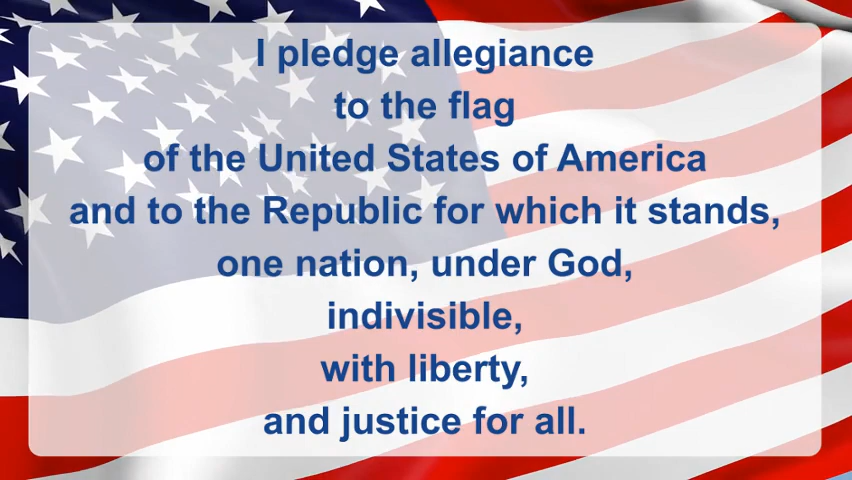 I pledge allegiance
to the flag
of the United States of America
and to the Republic for which it stands,
one nation, under God,
indivisible,
with liberty,
and justice for all.